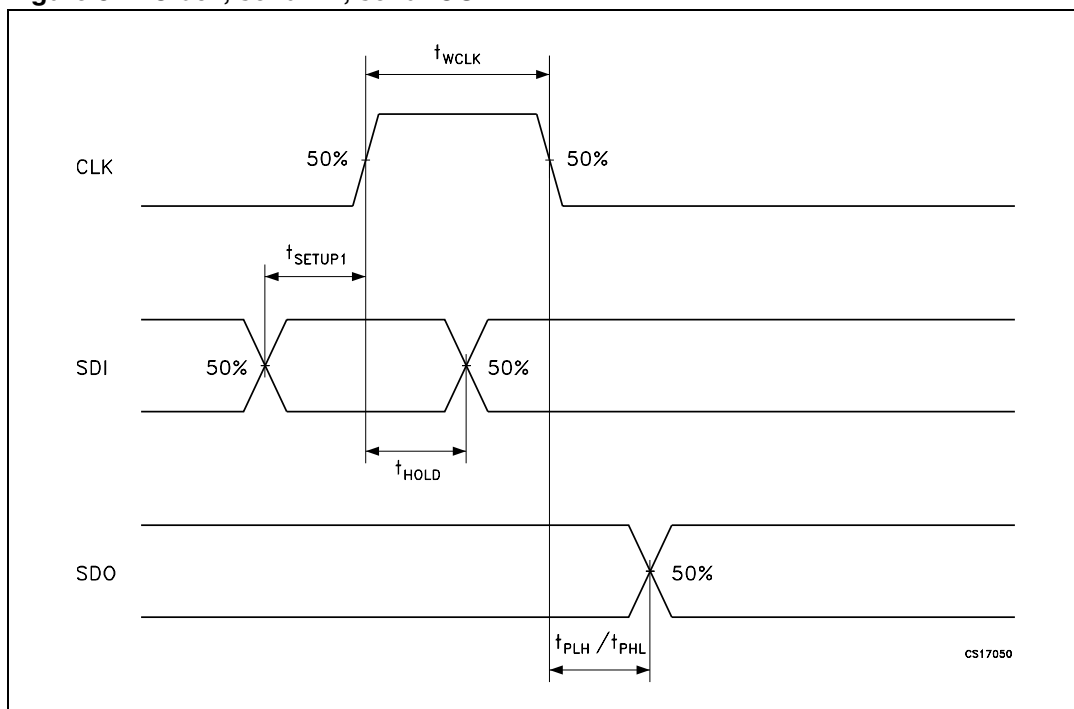 t_WCLK
50% 50%
CLK
t_SETUP1
50% 50%
SDI
t_HOLD
SDO 50%
t_PLH / t_PHL
CS17050